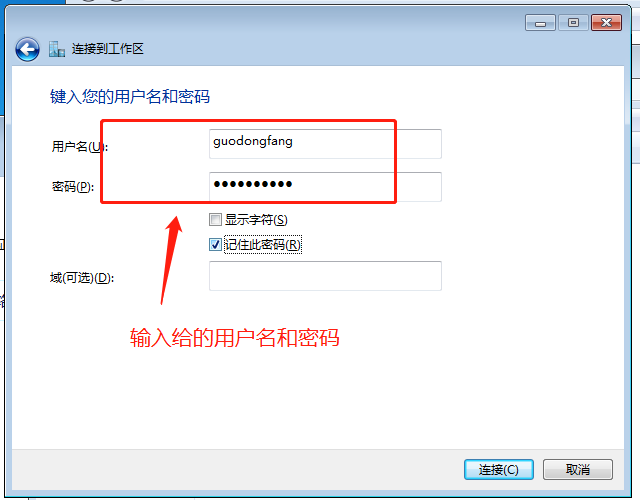 连接到工作区
键入您的用户名和密码
用户名(U):
guodongfang
密码(P):
●●●●●●●●●●
显示字符(S)
记住此密码(R)
域(可选)(D):
输入给的用户名和密码
连接(C)
取消